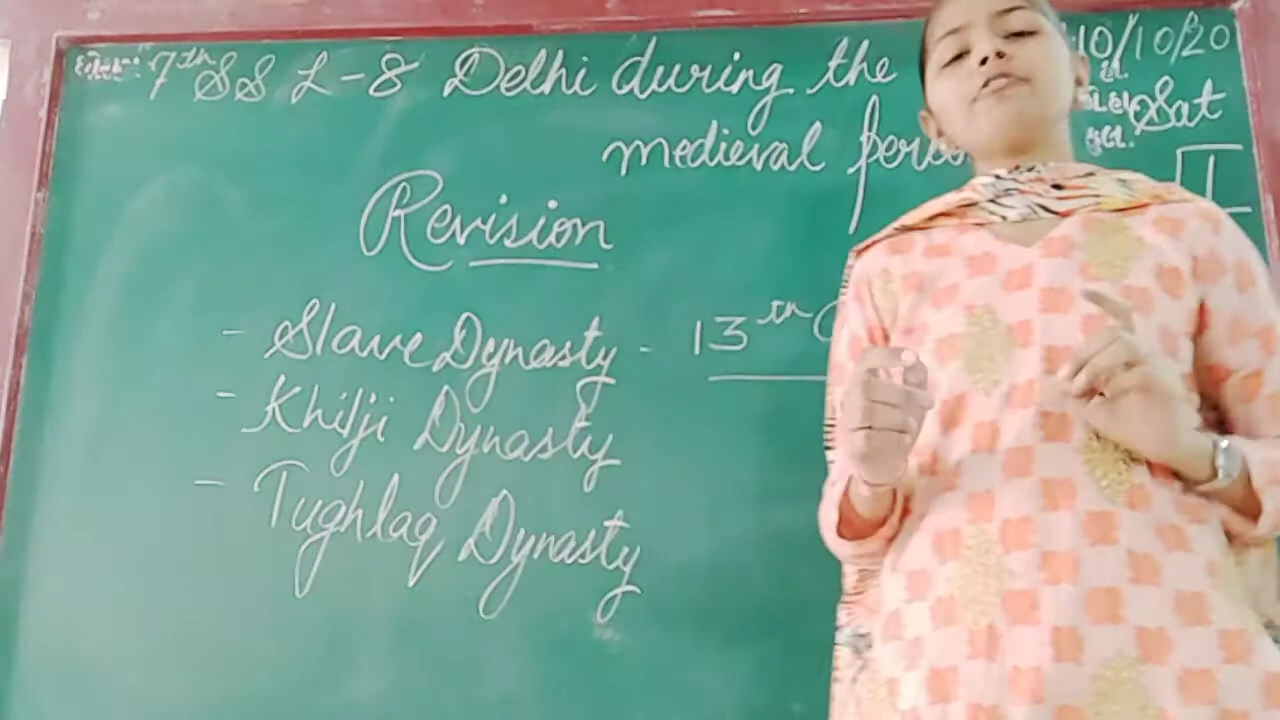 7th SS L-8 Delhi during the 10/10/20
medieval Sat
Revision
- Slave Dynasty - 13th
- Khilji Dynasty
- Tughlaq Dynasty